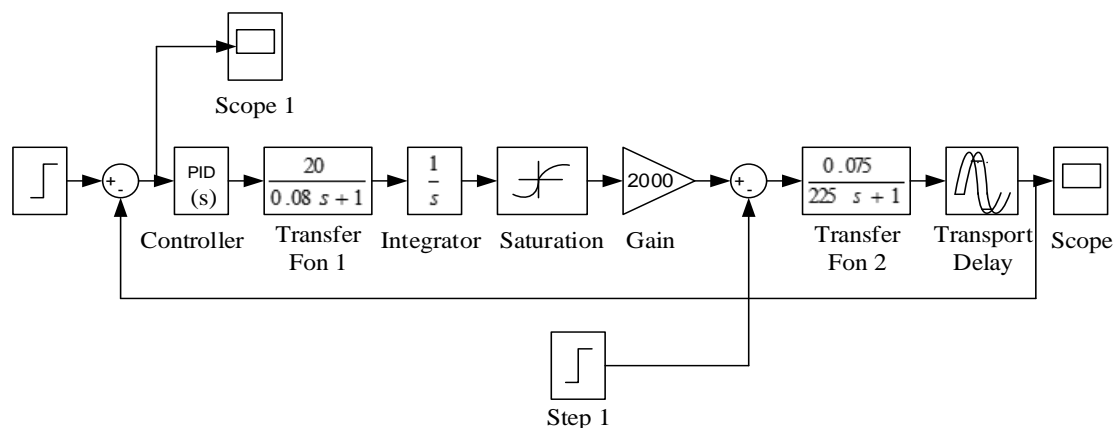 Scope 1
+
-
PID
(s)
Controller
20
0.08 s + 1
Transfer
Fon 1
1
s
Integrator
Saturation
2000
Gain
+
-
0.075
225 s + 1
Transfer
Fon 2
Transport
Delay
Scope
Step 1